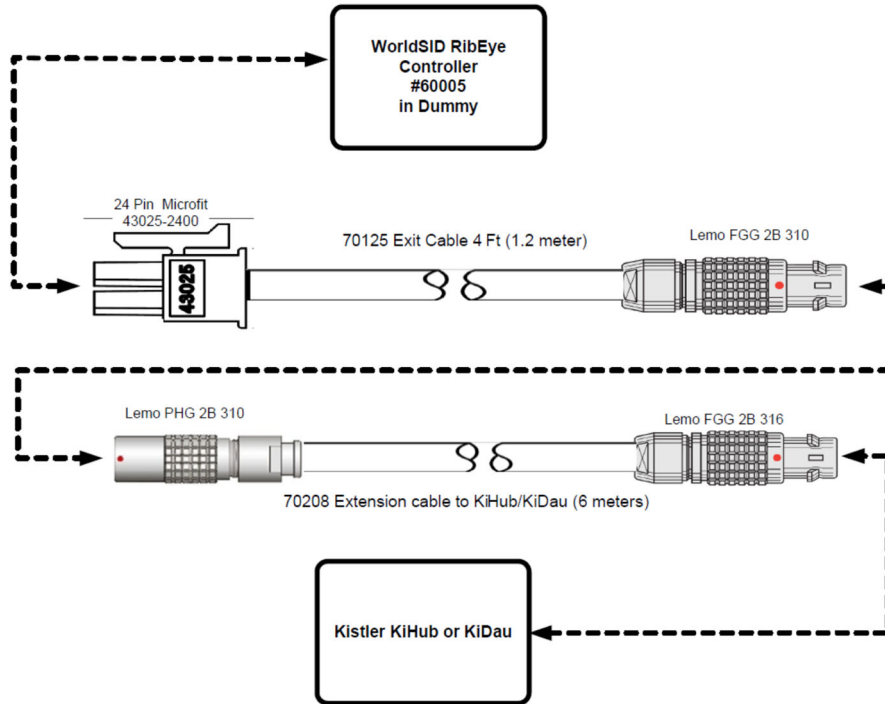 WorldSID RibEye
Controller
#60005
in Dummy
24 Pin Microfit
43025-2400
70125 Exit Cable 4 Ft (1.2 meter)
Lemo FGG 2B 310
43025
Lemo PHG 2B 310
Lemo FGG 2B 316
70208 Extension cable to KiHub/KiDau (6 meters)
Kistler KiHub or KiDau